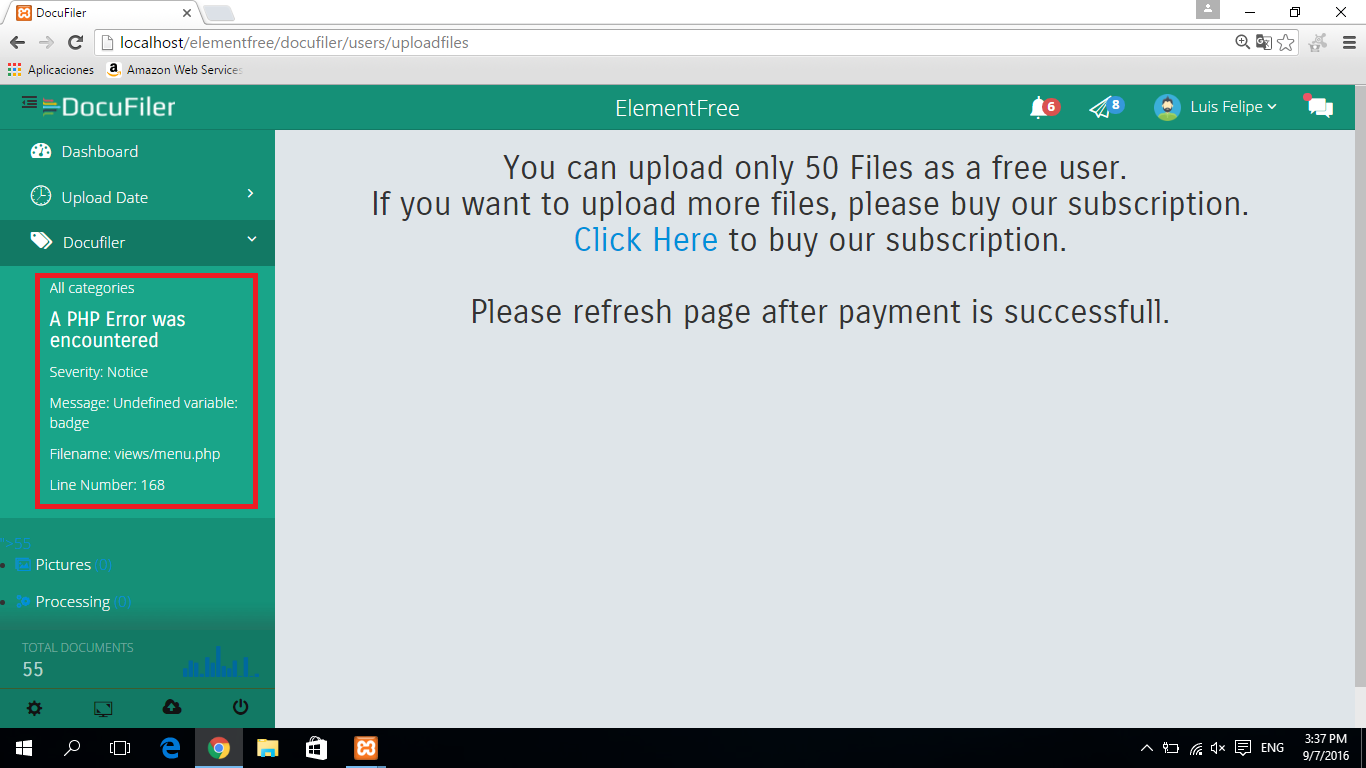 DocuFiler
localhost/elementfree/docufiler/users/uploadfiles
Aplicaciones
a Amazon Web Services
DOCUFILER
ElementFree
6
8
Luis Felipe
Dashboard
Upload Date
Docufiler
All categories
A PHP Error was
encountered
Severity: Notice
Message: Undefined variable:
badge
Filename: views/menu.php
Line Number: 168
">55
Pictures (0)
Processing (0)
TOTAL DOCUMENTS
55
You can upload only 50 Files as a free user.
If you want to upload more files, please buy our subscription.
Click Here to buy our subscription.
Please refresh page after payment is successfull.
ENG
3:37 PM
9/7/2016